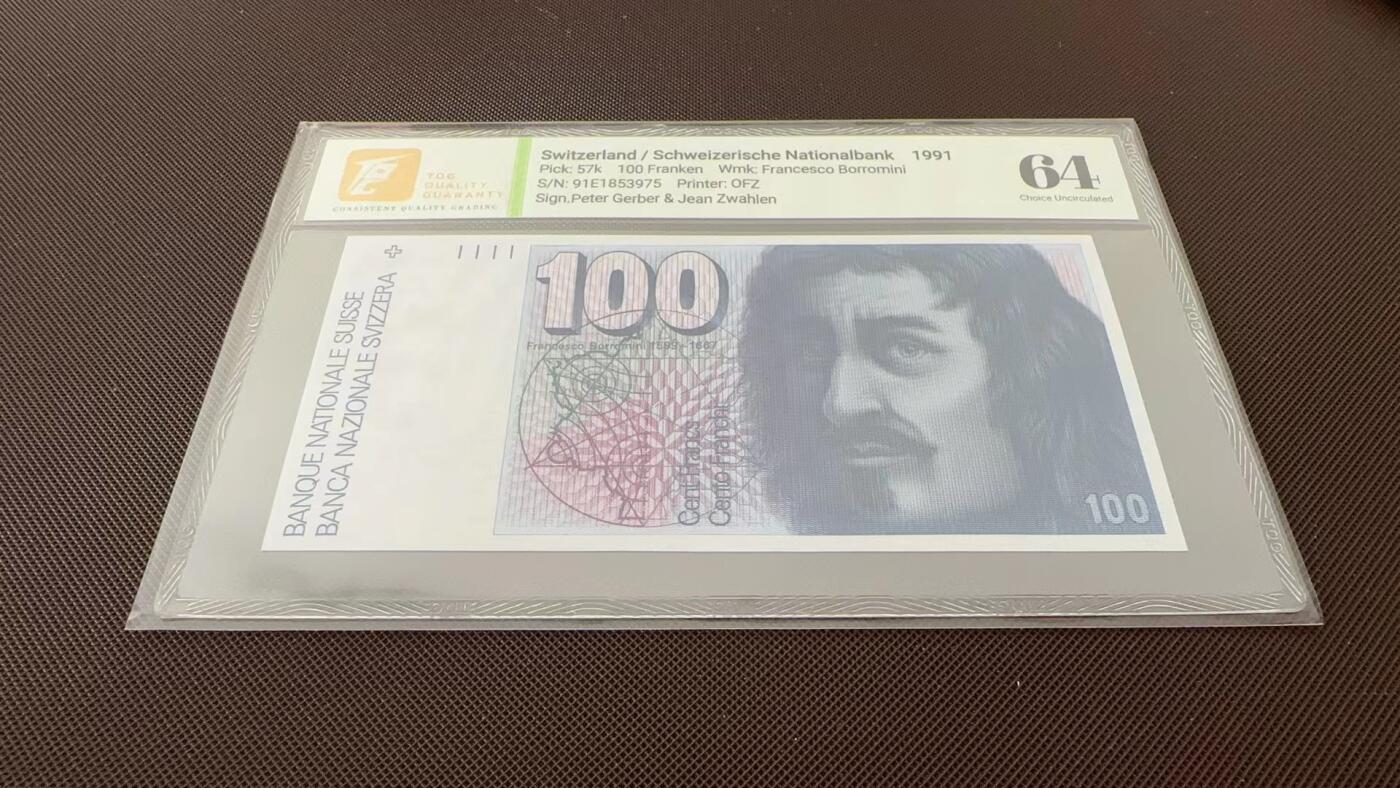 TQG
QUALITY
GUARANTY
CONSISTENT QUALITY GRADING
Switzerland / Schweizerische Nationalbank 1991
Pick: 57k 100 Franken Wmk: Francesco Borromini
S/N: 91E1853975 Printer: OFZ
Sign.Peter Gerber & Jean Zwahlen
64
Choice Uncirculated
BANQUE NATIONALE SUISSE
BANCA NAZIONALE SVIZZERA
100
Francesco Borromini 1599-1667
Cent Francs
Cento Franchi
100